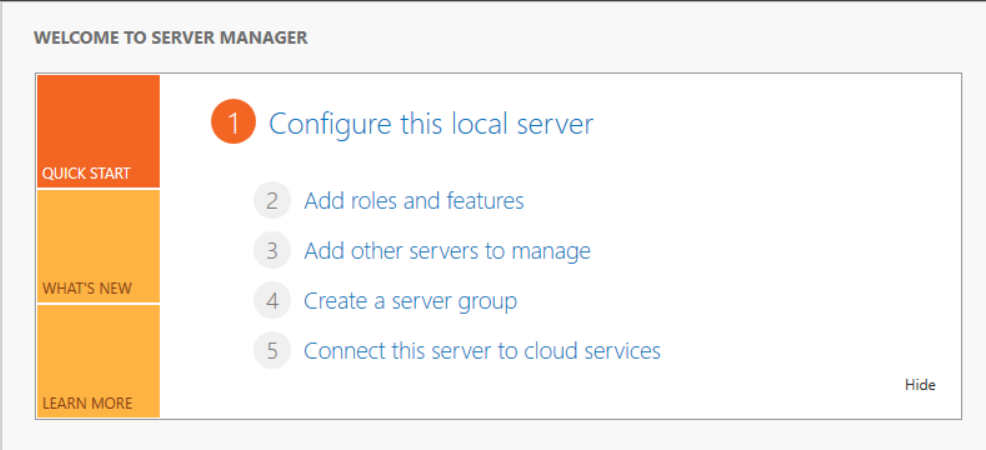 WELCOME TO SERVER MANAGER
QUICK START
WHAT'S NEW
LEARN MORE
1 Configure this local server
2 Add roles and features
3 Add other servers to manage
4 Create a server group
5 Connect this server to cloud services
Hide